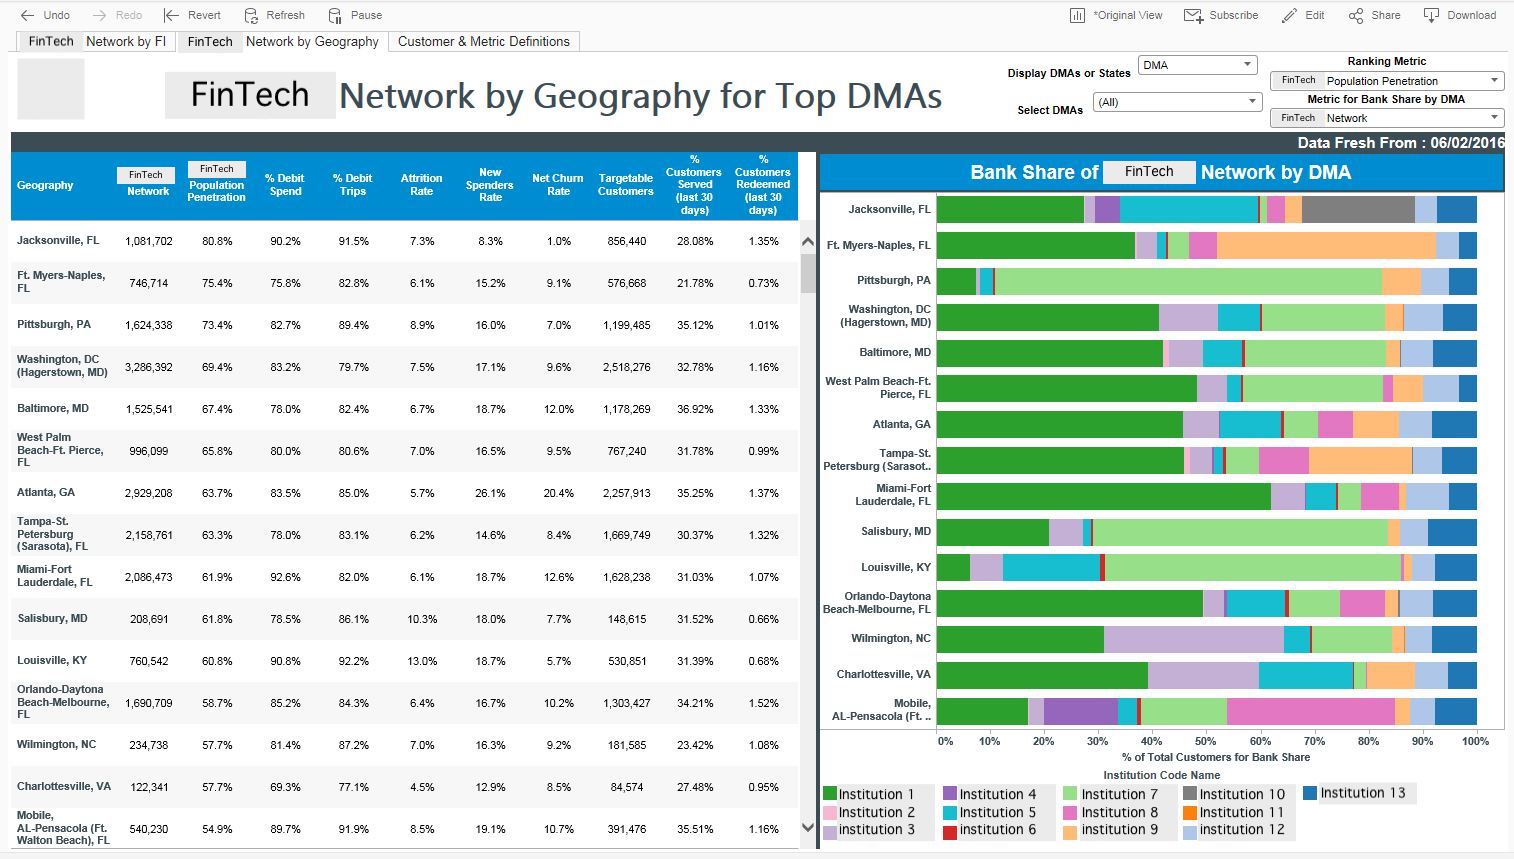 Undo Redo Revert Refresh Pause *Original View Subscribe Edit Share Download
FinTech Network by FI FinTech Network by Geography Customer & Metric Definitions
FinTech Network by Geography for Top DMAs
Display DMAs or States DMA
Select DMAs (All)
Ranking Metric
FinTech Population Penetration
Metric for Bank Share by DMA
FinTech Network
Data Fresh From : 06/02/2016
Geography
FinTech
Network
FinTech
Population
Penetration
% Debit
Spend
% Debit
Trips
Attrition
Rate
New
Spenders
Rate
Net Churn
Rate
Targetable
Customers
%
Customers
Served
(last 30
days)
%
Customers
Redeemed
(last 30
days)
Jacksonville, FL 1,081,702 80.8% 90.2% 91.5% 7.3% 8.3% 1.0% 856,440 28.08% 1.35%
Ft. Myers-Naples,
FL 746,714 75.4% 75.8% 82.8% 6.1% 15.2% 9.1% 576,668 21.78% 0.73%
Pittsburgh, PA 1,624,338 73.4% 82.7% 89.4% 8.9% 16.0% 7.0% 1,199,485 35.12% 1.01%
Washington, DC
(Hagerstown, MD) 3,286,392 69.4% 83.2% 79.7% 7.5% 17.1% 9.6% 2,518,276 32.78% 1.16%
Baltimore, MD 1,525,541 67.4% 78.0% 82.4% 6.7% 18.7% 12.0% 1,178,269 36.92% 1.33%
West Palm
Beach-Ft. Pierce, 996,099 65.8% 80.0% 80.6% 7.0% 16.5% 9.5% 767,240 31.78% 0.99%
FL
Atlanta, GA 2,929,208 63.7% 83.5% 85.0% 5.7% 26.1% 20.4% 2,257,913 35.25% 1.37%
Tampa-St.
Petersburg 2,158,761 63.3% 78.0% 83.1% 6.2% 14.6% 8.4% 1,669,749 30.37% 1.32%
(Sarasota), FL
Miami-Fort
Lauderdale, FL 2,086,473 61.9% 92.6% 82.0% 6.1% 18.7% 12.6% 1,628,238 31.03% 1.07%
Salisbury, MD 208,691 61.8% 78.5% 86.1% 10.3% 18.0% 7.7% 148,615 31.52% 0.66%
Louisville, KY 760,542 60.8% 90.8% 92.2% 13.0% 18.7% 5.7% 530,851 31.39% 0.68%
Orlando-Daytona
Beach-Melbourne, 1,690,709 58.7% 85.2% 84.3% 6.4% 16.7% 10.2% 1,303,427 34.21% 1.52%
FL
Wilmington, NC 234,738 57.7% 81.4% 87.2% 7.0% 16.3% 9.2% 181,585 23.42% 1.08%
Charlottesville, VA 122,341 57.7% 69.3% 77.1% 4.5% 12.9% 8.5% 84,574 27.48% 0.95%
Mobile,
AL-Pensacola (Ft. 540,230 54.9% 89.7% 91.9% 8.5% 19.1% 10.7% 391,476 35.51% 1.16%
Walton Beach), FL
Bank Share of FinTech Network by DMA
Jacksonville, FL
Ft. Myers-Naples, FL
Pittsburgh, PA
Washington, DC
(Hagerstown, MD)
Baltimore, MD
West Palm Beach-Ft.
Pierce, FL
Atlanta, GA
Tampa-St.
Petersburg (Sarasot..
Miami-Fort
Lauderdale, FL
Salisbury, MD
Louisville, KY
Orlando-Daytona
Beach-Melbourne, FL
Wilmington, NC
Charlottesville, VA
Mobile,
AL-Pensacola (Ft. ..
0% 10% 20% 30% 40% 50% 60% 70% 80% 90% 100%
% of Total Customers for Bank Share
Institution Code Name
Institution 1 Institution 4 Institution 7 Institution 10 Institution 13
Institution 2 Institution 5 Institution 8 Institution 11
institution 3 institution 6 institution 9 institution 12